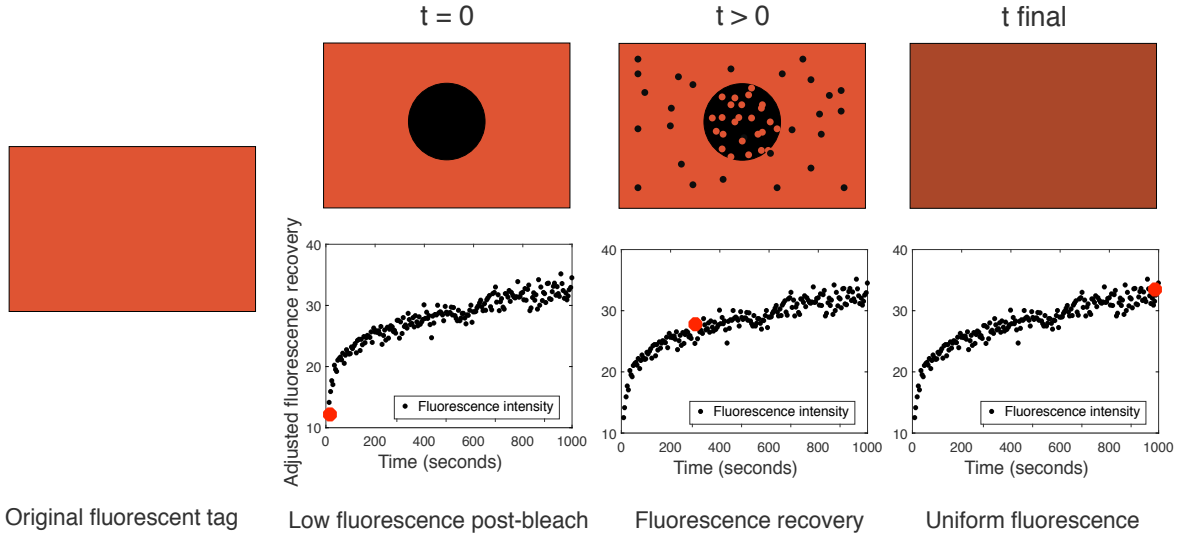 t = 0
t > 0
t final
Adjusted fluorescence recovery
40
30
20
10
0
200
400
600
800
1000
Fluorescence intensity
Time (seconds)
40
30
20
10
0
200
400
600
800
1000
Fluorescence intensity
Time (seconds)
40
30
20
10
0
200
400
600
800
1000
Fluorescence intensity
Time (seconds)
Original fluorescent tag
Low fluorescence post-bleach
Fluorescence recovery
Uniform fluorescence